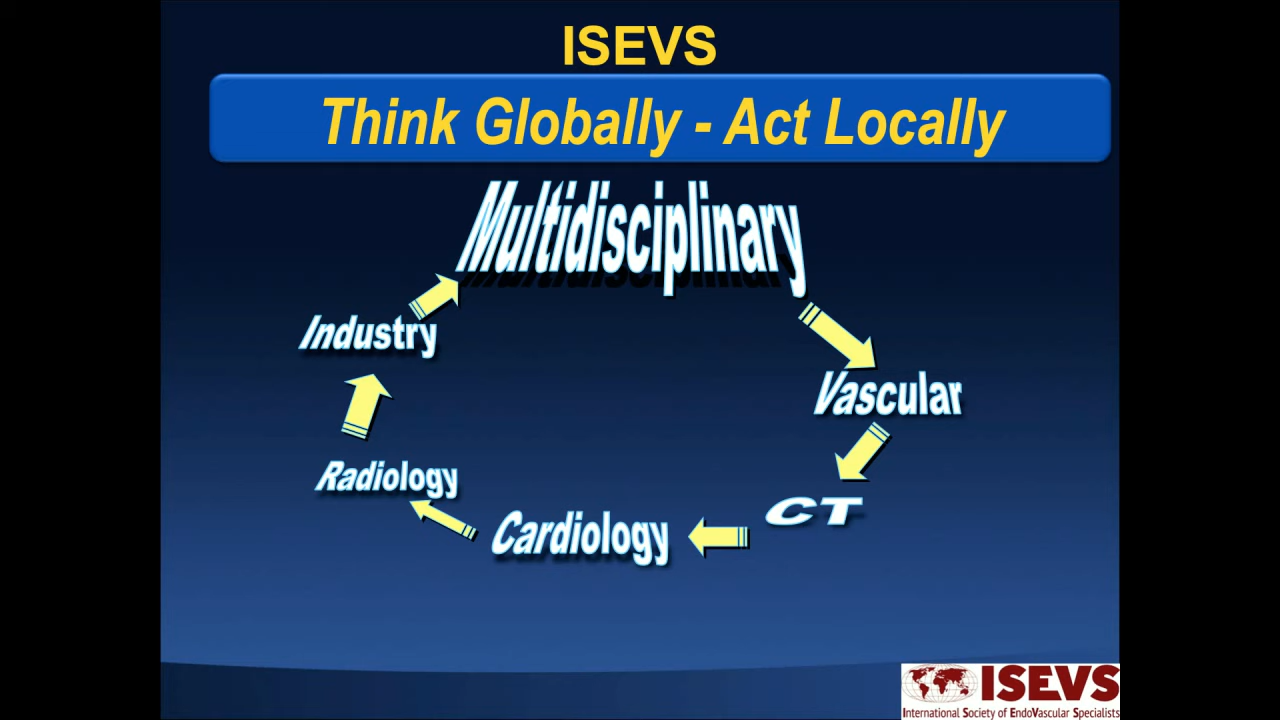 ISEVS
Think Globally - Act Locally
Multidisciplinary
Industry
Vascular
Radiology
CT
Cardiology
ISEVS
International Society of EndoVascular Specialists